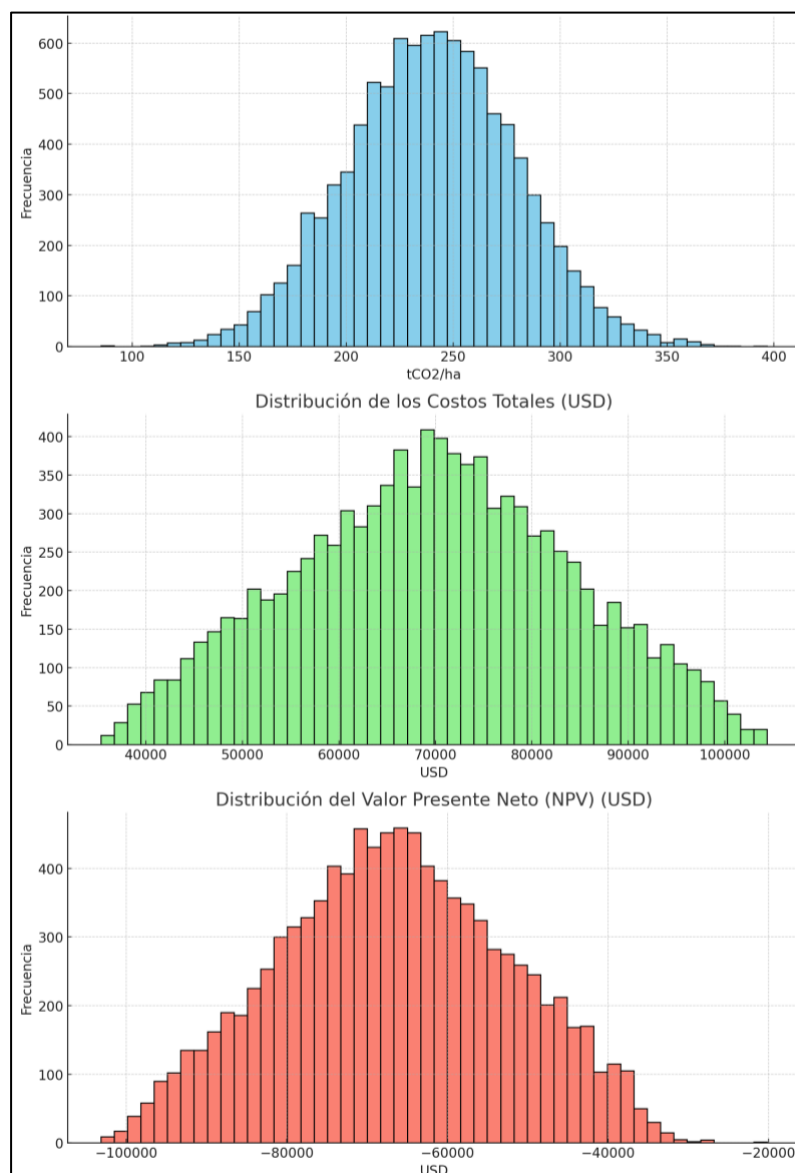 600
500
400
300
200
100
0
Frecuencia
100 150 200 250 300 350 400
tCO2/ha
Distribución de los Costos Totales (USD)
400
350
300
250
200
150
100
50
0
Frecuencia
40000 50000 60000 70000 80000 90000 100000
USD
Distribución del Valor Presente Neto (NPV) (USD)
400
300
200
100
0
Frecuencia
−100000 −80000 −60000 −40000 −20000
USD